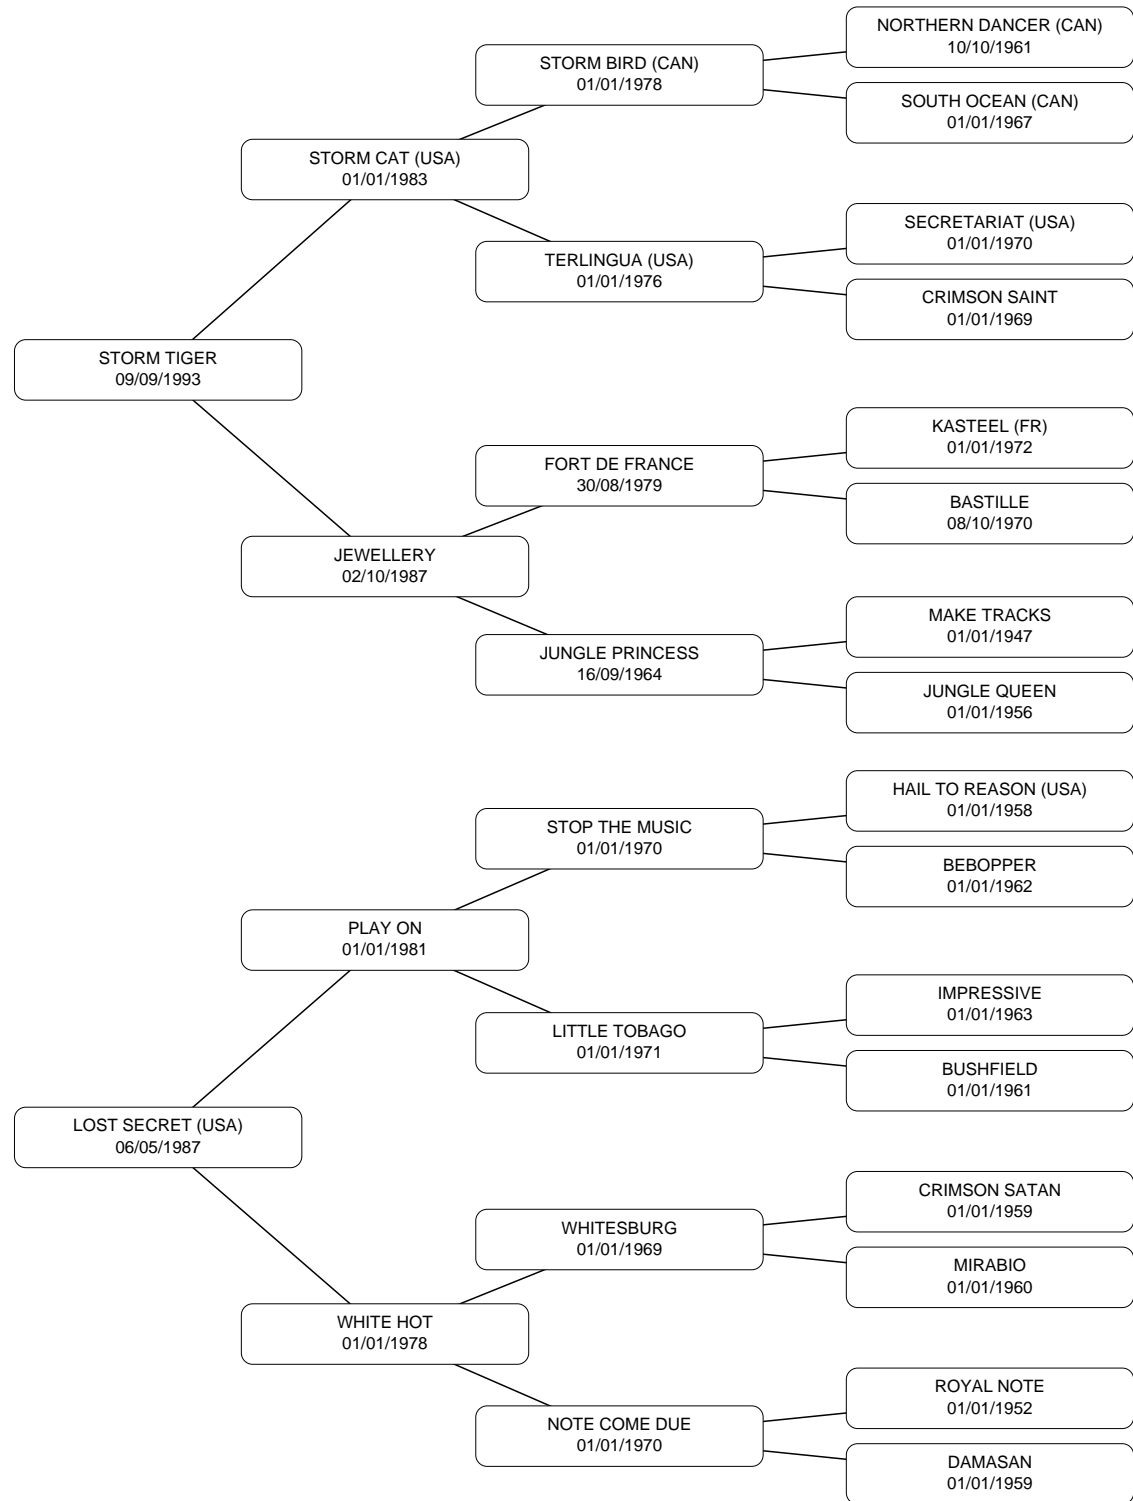 NORTHERN DANCER (CAN)
10/10/1961
STORM BIRD (CAN)
01/01/1978
SOUTH OCEAN (CAN)
01/01/1967
STORM CAT (USA)
01/01/1983
SECRETARIAT (USA)
01/01/1970
TERLINGUA (USA)
01/01/1976
CRIMSON SAINT
01/01/1969
STORM TIGER
09/09/1993
KASTEEL (FR)
01/01/1972
FORT DE FRANCE
30/08/1979
BASTILLE
08/10/1970
JEWELLERY
02/10/1987
MAKE TRACKS
01/01/1947
JUNGLE PRINCESS
16/09/1964
JUNGLE QUEEN
01/01/1956
HAIL TO REASON (USA)
01/01/1958
STOP THE MUSIC
01/01/1970
BEBOPPER
01/01/1962
PLAY ON
01/01/1981
IMPRESSIVE
01/01/1963
LITTLE TOBAGO
01/01/1971
BUSHFIELD
01/01/1961
LOST SECRET (USA)
06/05/1987
CRIMSON SATAN
01/01/1959
WHITESBURG
01/01/1969
MIRABIO
01/01/1960
WHITE HOT
01/01/1978
ROYAL NOTE
01/01/1952
NOTE COME DUE
01/01/1970
DAMASAN
01/01/1959